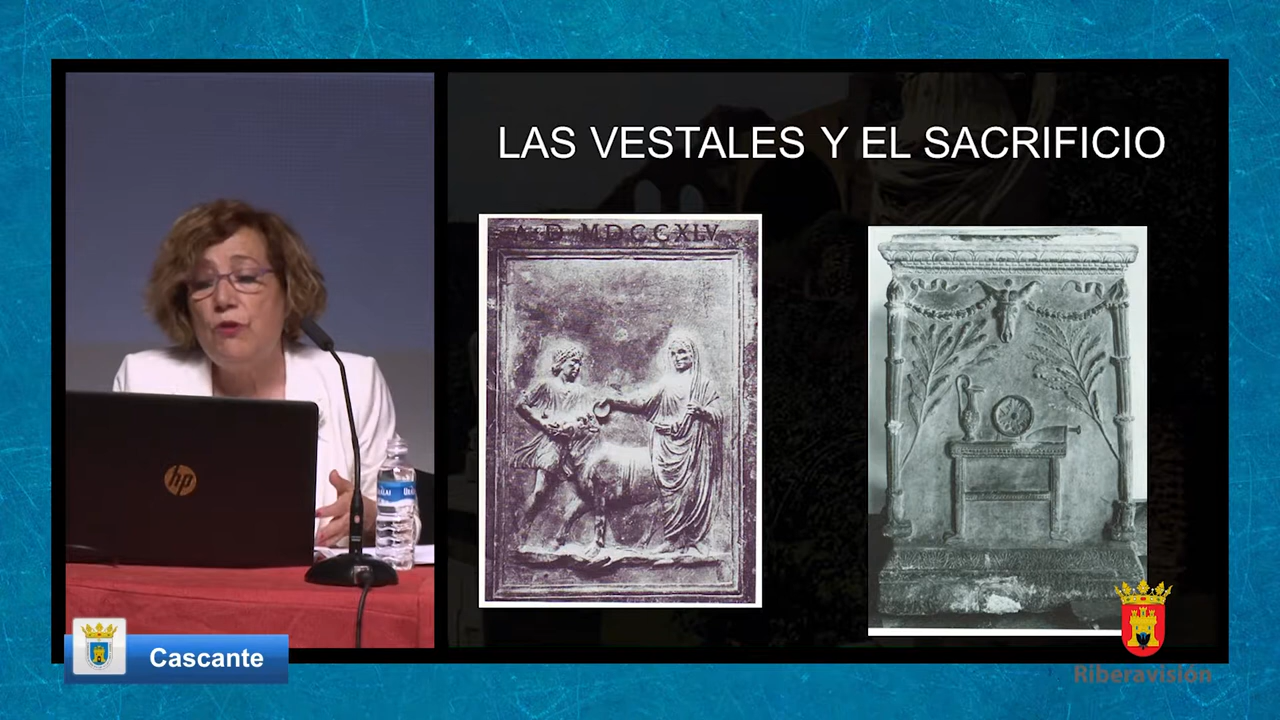 LAS VESTALES Y EL SACRIFICIO
A·D MDCCXLV
hp
Cascante
Riberavisión